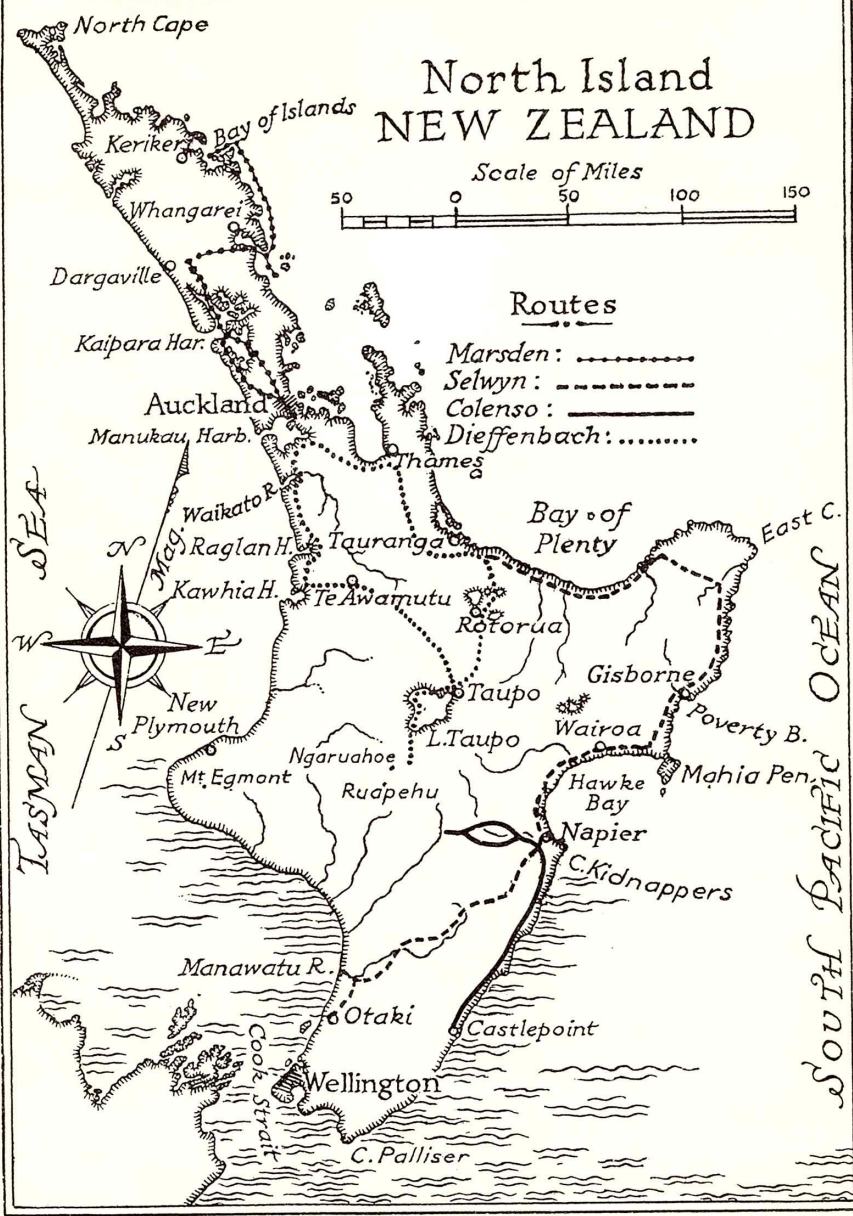 North Cape
North Island
NEW ZEALAND
Scale of Miles
50 0 50 100 150
Bay of Islands
Keriker
Whangarei
Dargaville
Kaipara Har.
Routes
Marsden:
Selwyn:
Colenso:
Dieffenbach:
Auckland
Manukau Harb.
Thames
Waikato R.
Bay of
Plenty
East C.
Mag.
Raglan H.
Tauranga
Kawhia H.
Te Awamutu
Rotorua
N
W
E
S
TASMAN SEA
Gisborne
Taupo
Poverty B.
New
Plymouth
L. Taupo
Wairoa
Ngaruahoe
Mt. Egmont
Ruapehu
Hawke
Bay
Mahia Pen.
Napier
C. Kidnappers
SOUTH PACIFIC OCEAN
Manawatu R.
Otaki
Castlepoint
Cook Strait
Wellington
C. Palliser